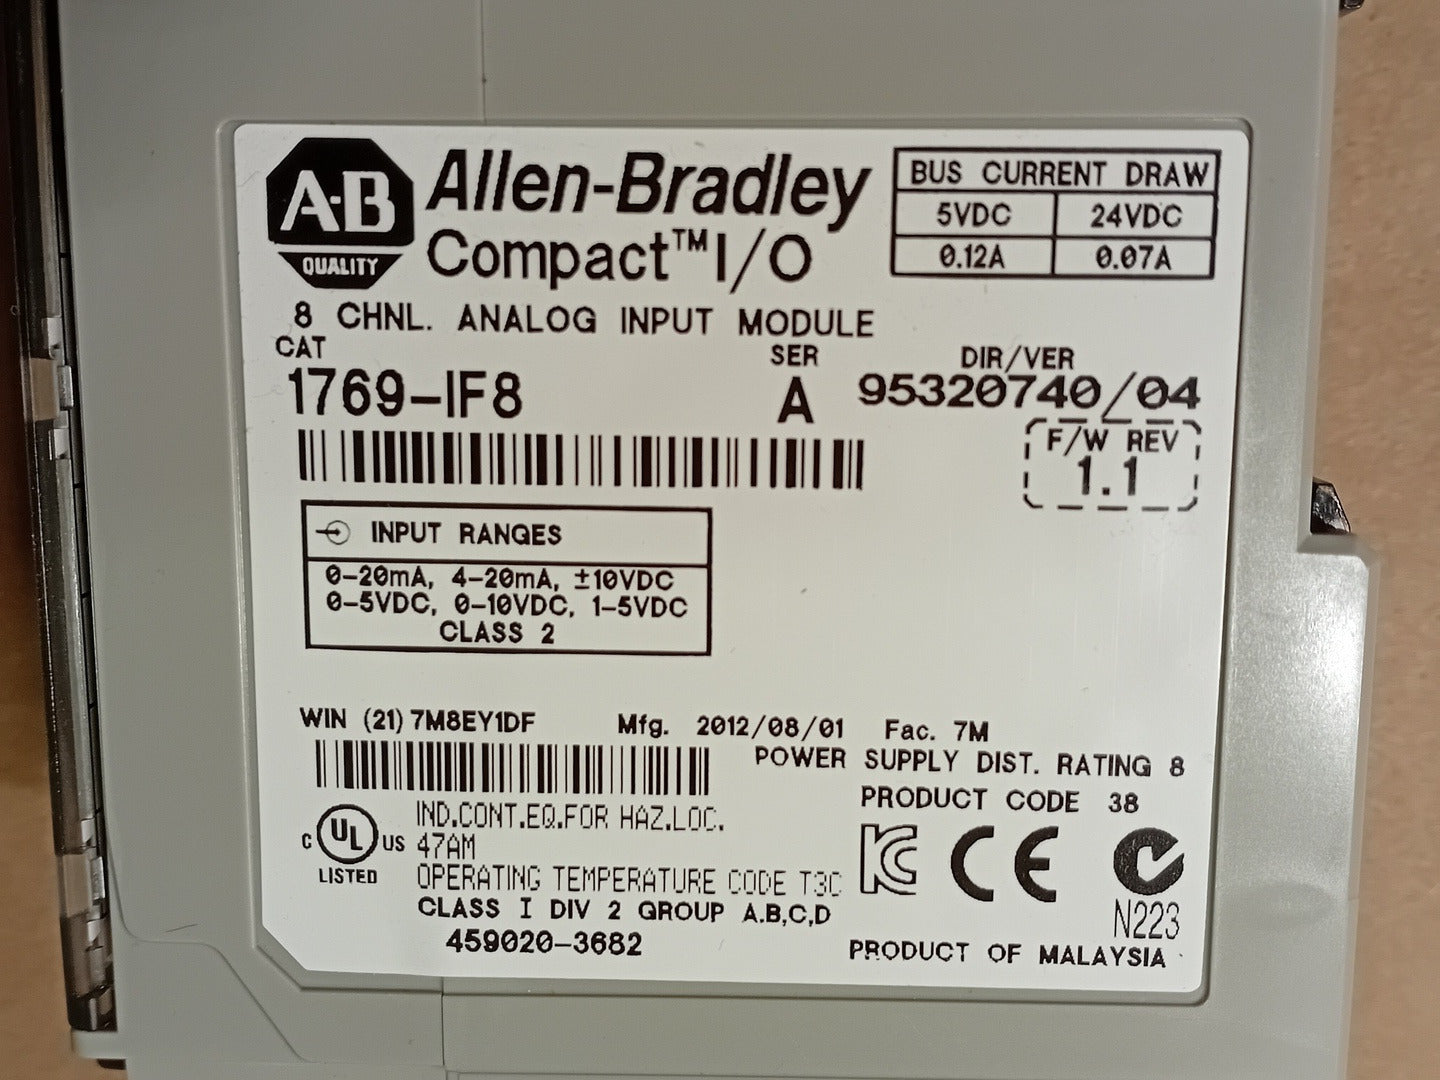 A-B
QUALITY
Allen-Bradley
Compact™ I/O
BUS CURRENT DRAW
5VDC 24VDC
0.12A 0.07A
8 CHNL. ANALOG INPUT MODULE
CAT SER DIR/VER
1769-IF8 A 95320740/04
F/W REV
1.1
INPUT RANGES
0-20mA, 4-20mA, ±10VDC
0-5VDC, 0-10VDC, 1-5VDC
CLASS 2
WIN (21) 7M8EY1DF Mfg. 2012/08/01 Fac. 7M
POWER SUPPLY DIST. RATING 8
PRODUCT CODE 38
C UL US
LISTED
IND.CONT.EQ.FOR HAZ.LOC.
47AM
OPERATING TEMPERATURE CODE T3C
CLASS I DIV 2 GROUP A.B,C,D
459020-3682
KC CE
N223
PRODUCT OF MALAYSIA